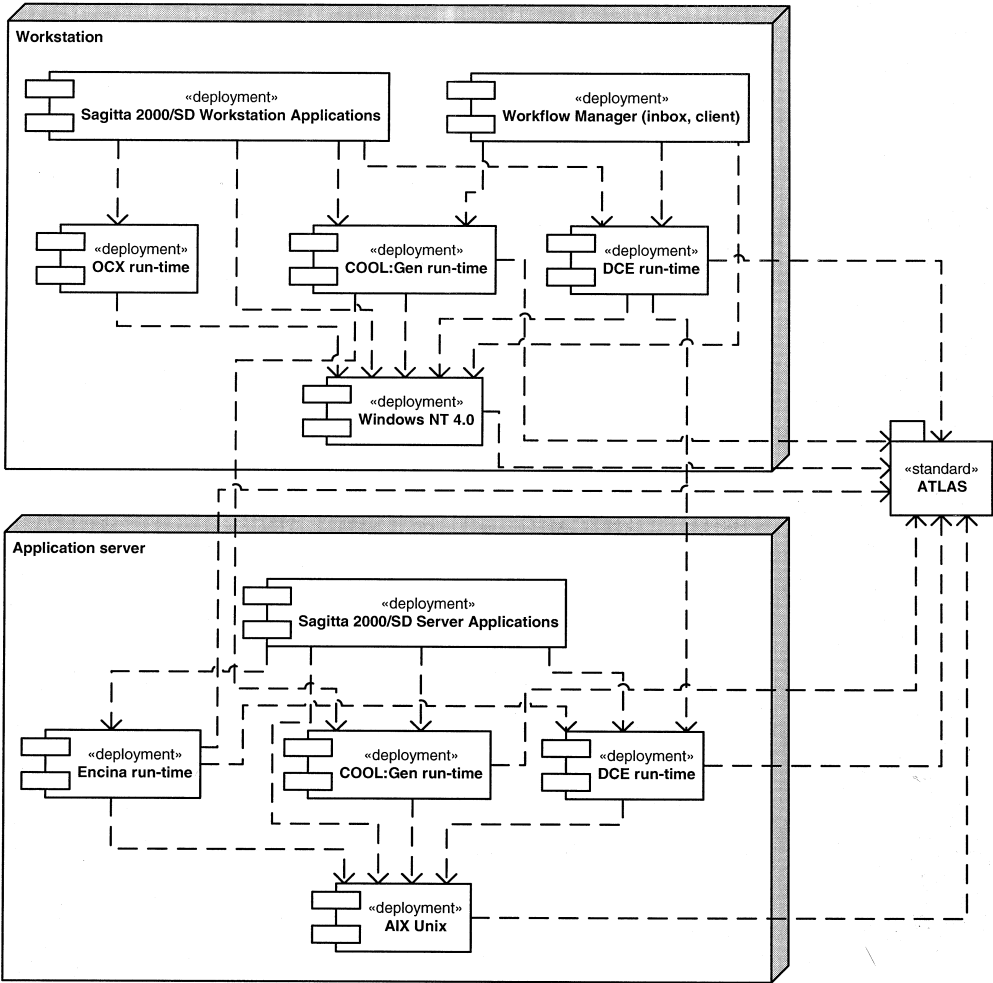 Workstation
«deployment»
Sagitta 2000/SD Workstation Applications
«deployment»
Workflow Manager (inbox, client)
«deployment»
OCX run-time
«deployment»
COOL:Gen run-time
«deployment»
DCE run-time
«deployment»
Windows NT 4.0
«standard»
ATLAS
Application server
«deployment»
Sagitta 2000/SD Server Applications
«deployment»
Encina run-time
«deployment»
COOL:Gen run-time
«deployment»
DCE run-time
«deployment»
AIX Unix